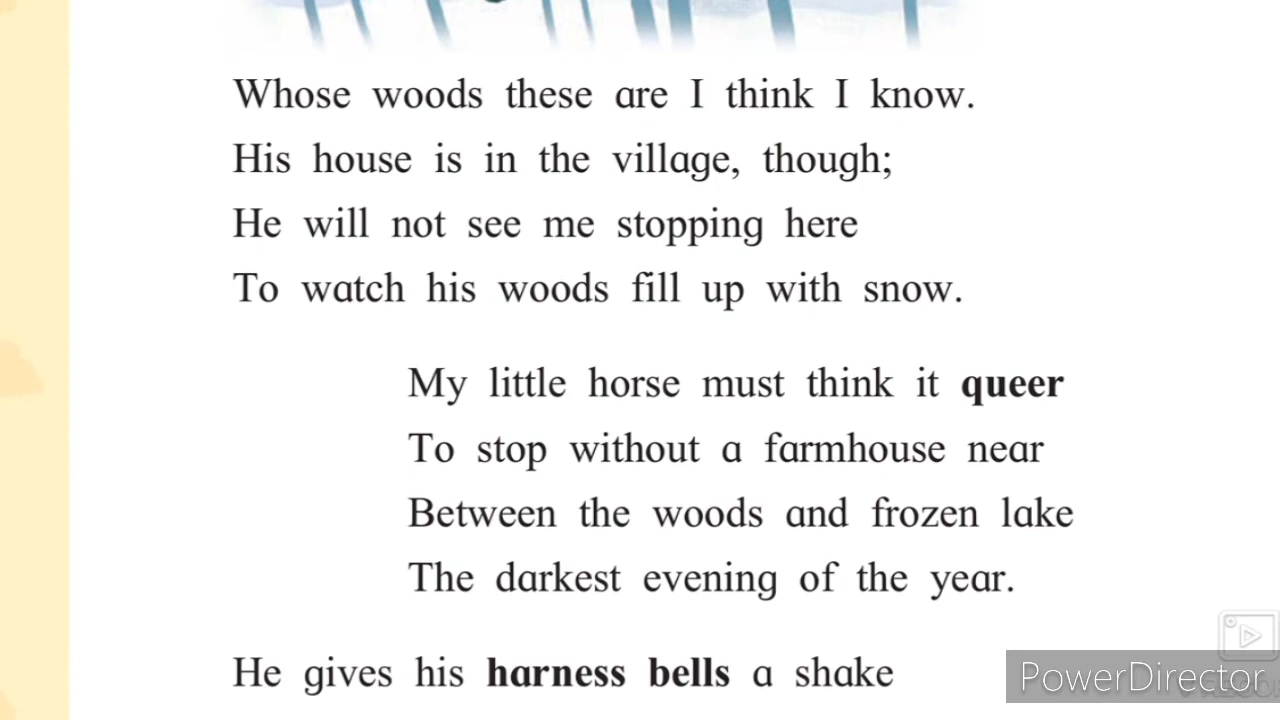 Whose woods these are I think I know.
His house is in the village, though;
He will not see me stopping here
To watch his woods fill up with snow.
My little horse must think it queer
To stop without a farmhouse near
Between the woods and frozen lake
The darkest evening of the year.
He gives his harness bells a shake
PowerDirector